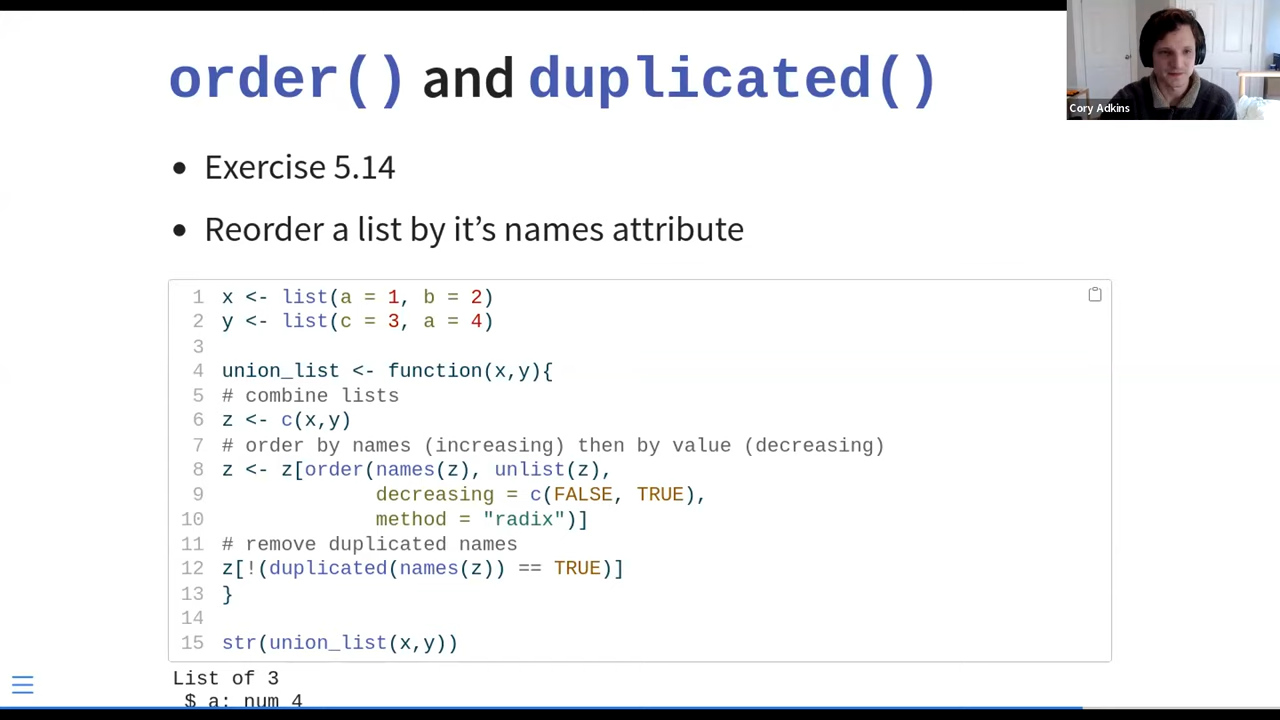 order() and duplicated()
Cory Adkins
• Exercise 5.14
• Reorder a list by it's names attribute
1 x <- list(a = 1, b = 2)
2 y <- list(c = 3, a = 4)
3
4 union_list <- function(x,y){
5 # combine lists
6 z <- c(x,y)
7 # order by names (increasing) then by value (decreasing)
8 z <- z[order(names(z), unlist(z),
9              decreasing = c(FALSE, TRUE),
10              method = "radix")]
11 # remove duplicated names
12 z[!(duplicated(names(z)) == TRUE)]
13 }
14
15 str(union_list(x,y))
List of 3
 $ a: num 4